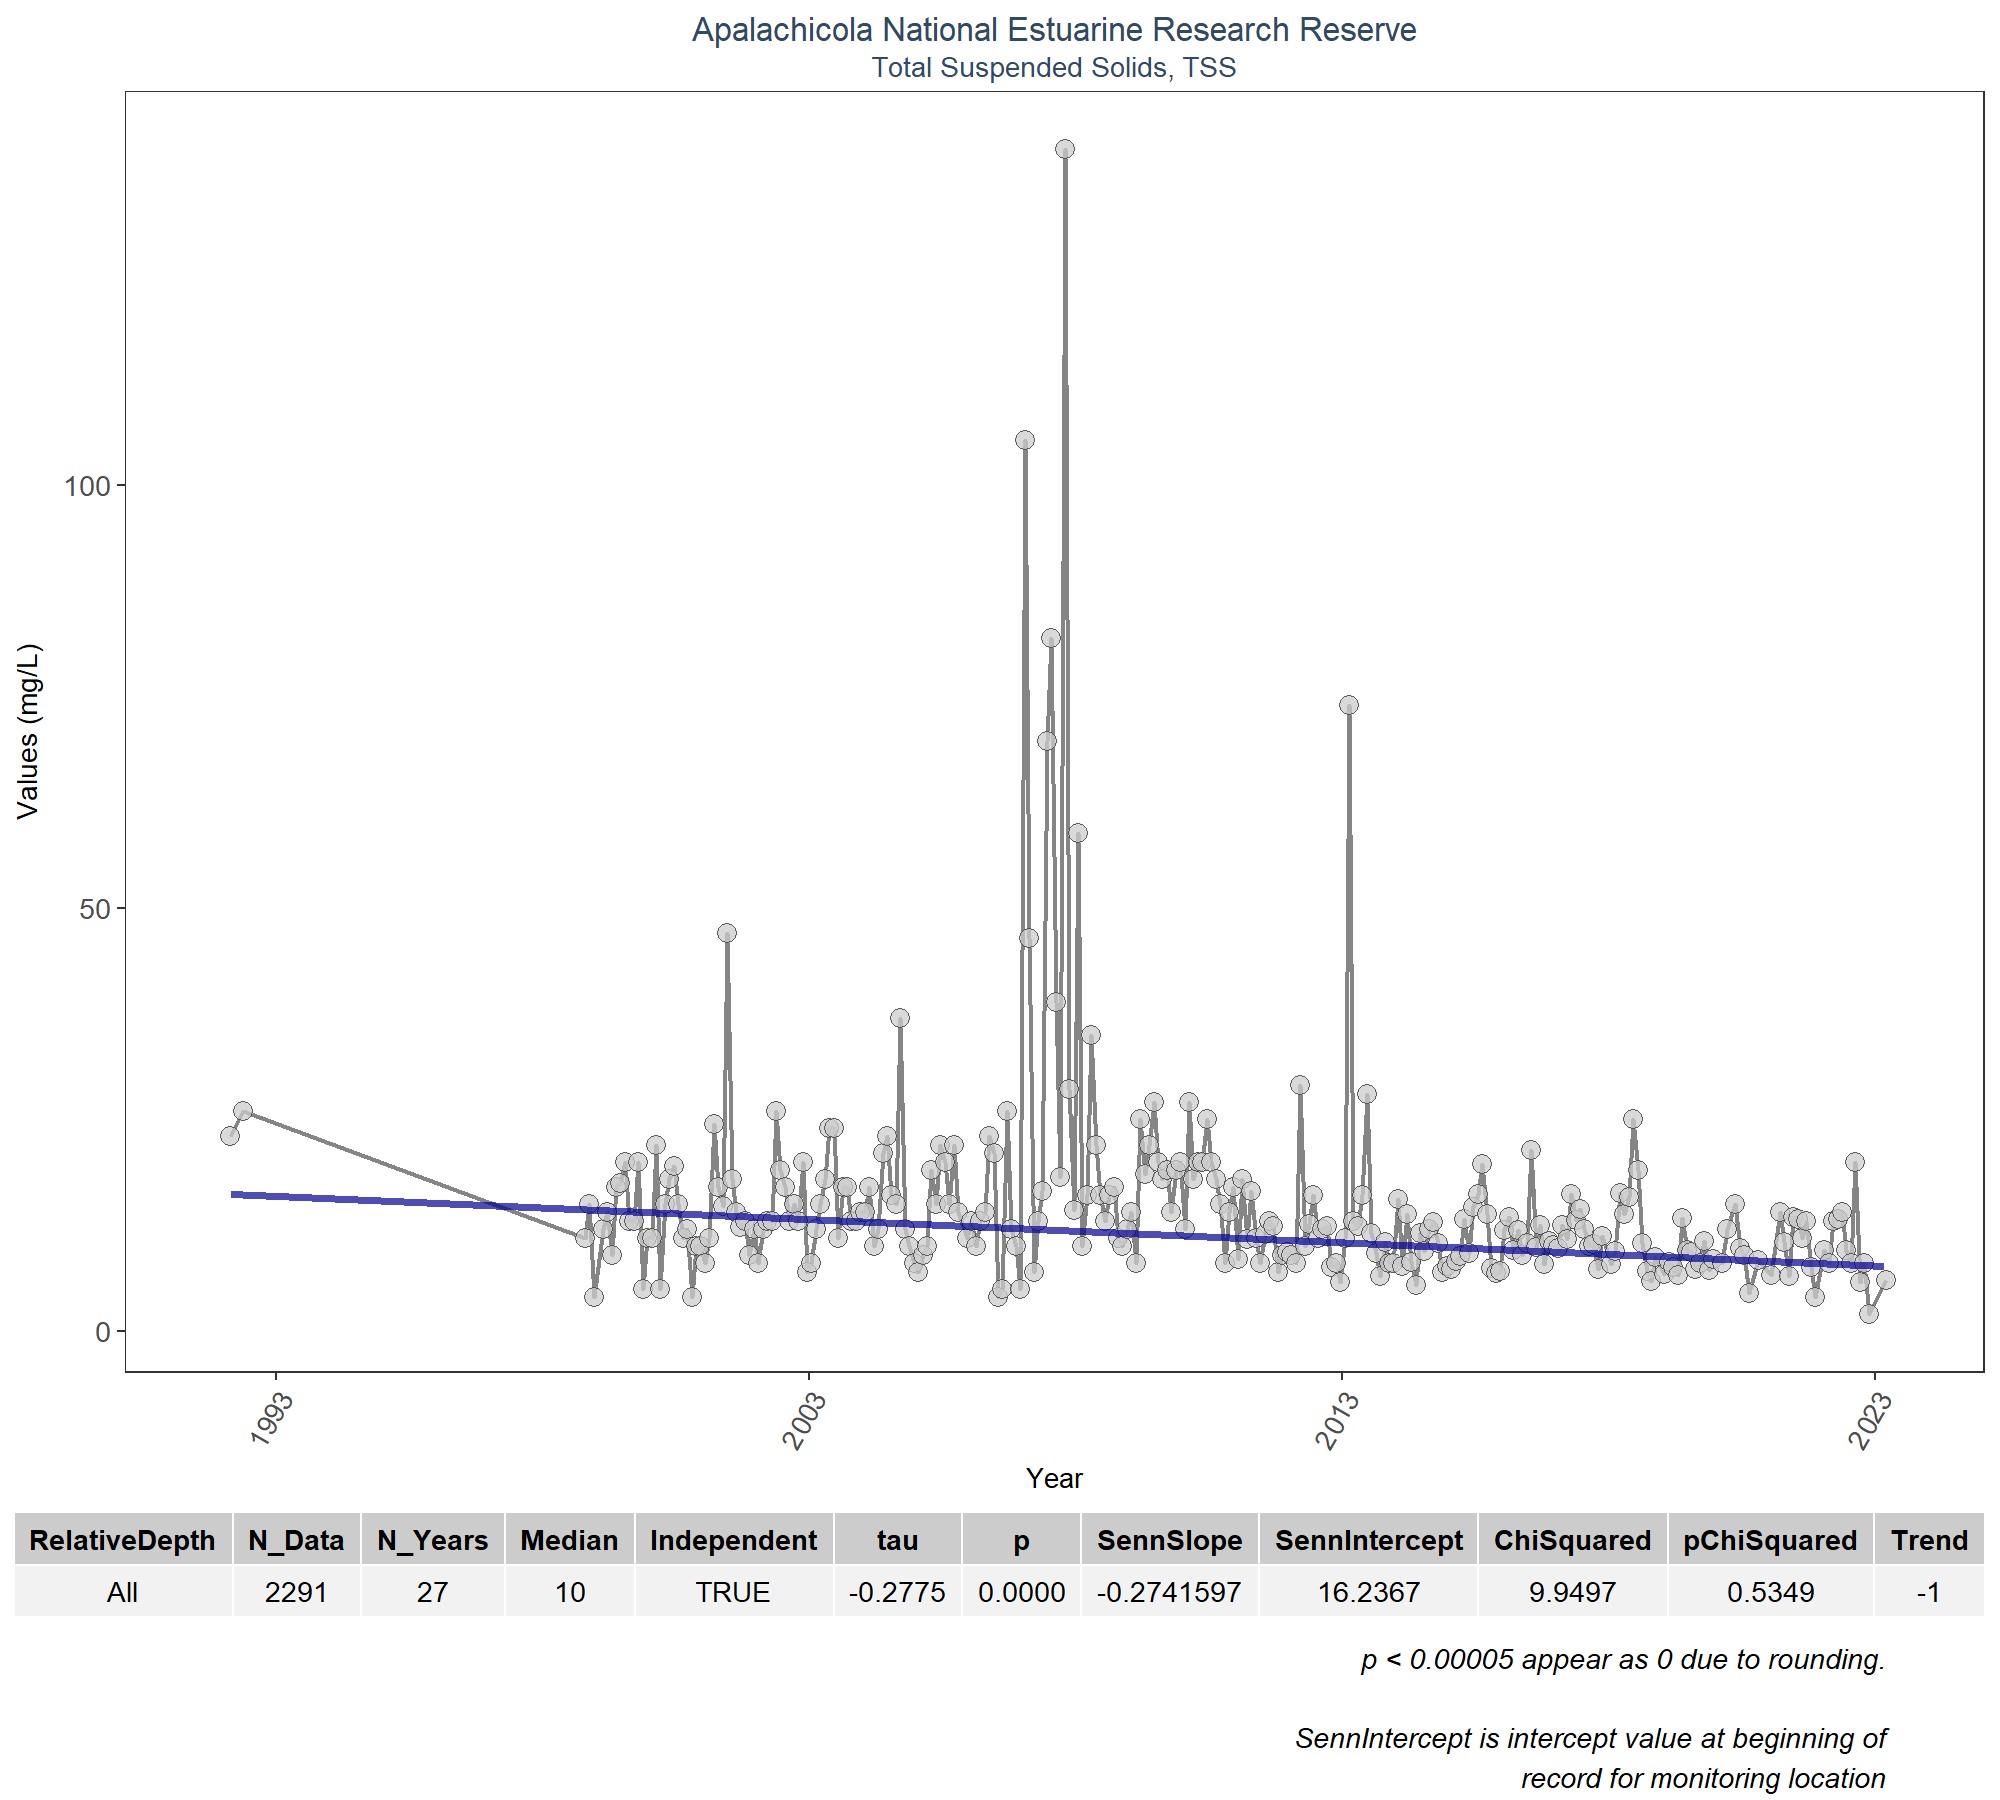 Apalachicola National Estuarine Research Reserve
Total Suspended Solids, TSS
Values (mg/L)
100
50
0
1993
2003
2013
2023
Year
RelativeDepth N_Data N_Years Median Independent tau p SennSlope SennIntercept ChiSquared pChiSquared Trend
All 2291 27 10 TRUE -0.2775 0.0000 -0.2741597 16.2367 9.9497 0.5349 -1
p < 0.00005 appear as 0 due to rounding.
SennIntercept is intercept value at beginning of
record for monitoring location